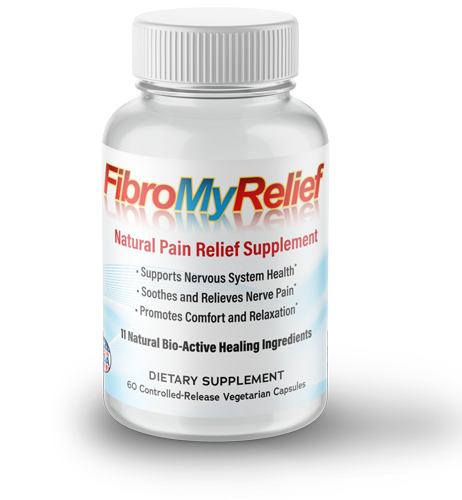 FibroMyRelief
Natural Pain Relief Supplement
· Supports Nervous System Health*
· Soothes and Relieves Nerve Pain*
· Promotes Comfort and Relaxation*
11 Natural Bio-Active Healing Ingredients
DIETARY SUPPLEMENT
60 Controlled-Release Vegetarian Capsules